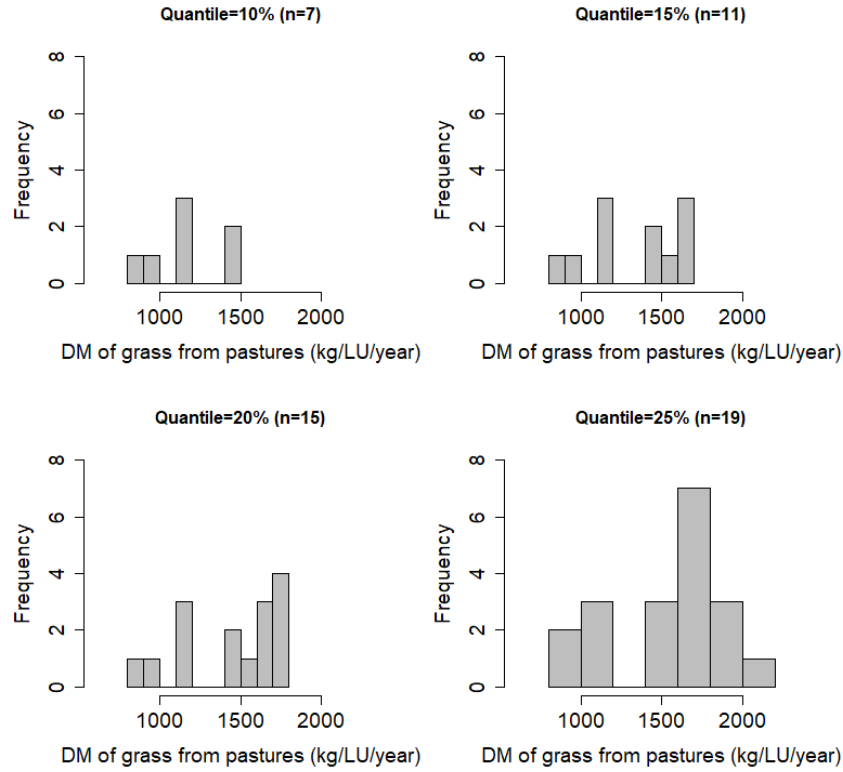 Quantile=10% (n=7)
Frequency
0 2 4 6 8
1000 1500 2000
DM of grass from pastures (kg/LU/year)
Quantile=15% (n=11)
Frequency
0 2 4 6 8
1000 1500 2000
DM of grass from pastures (kg/LU/year)
Quantile=20% (n=15)
Frequency
0 2 4 6 8
1000 1500 2000
DM of grass from pastures (kg/LU/year)
Quantile=25% (n=19)
Frequency
0 2 4 6 8
1000 1500 2000
DM of grass from pastures (kg/LU/year)